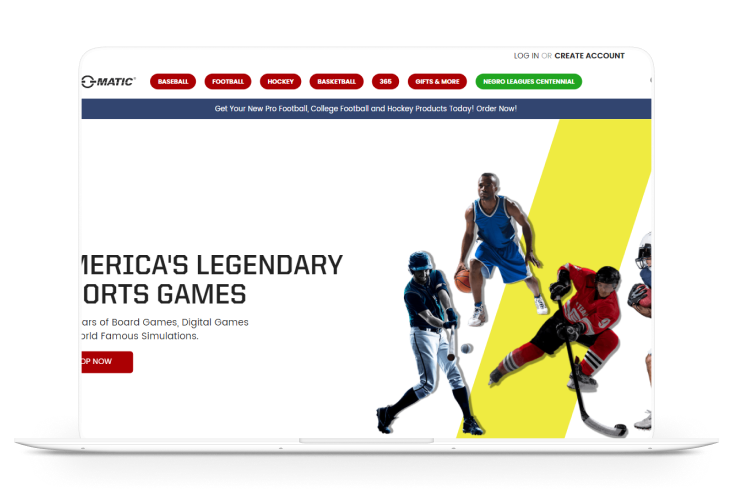 LOG IN OR CREATE ACCOUNT
-MATIC®
BASEBALL
FOOTBALL
HOCKEY
BASKETBALL
365
GIFTS & MORE
NEGRO LEAGUES CENTENNIAL
Get Your New Pro Football, College Football and Hockey Products Today! Order Now!
MERICA'S LEGENDARY
ORTS GAMES
ars of Board Games, Digital Games
orld Famous Simulations.
OP NOW